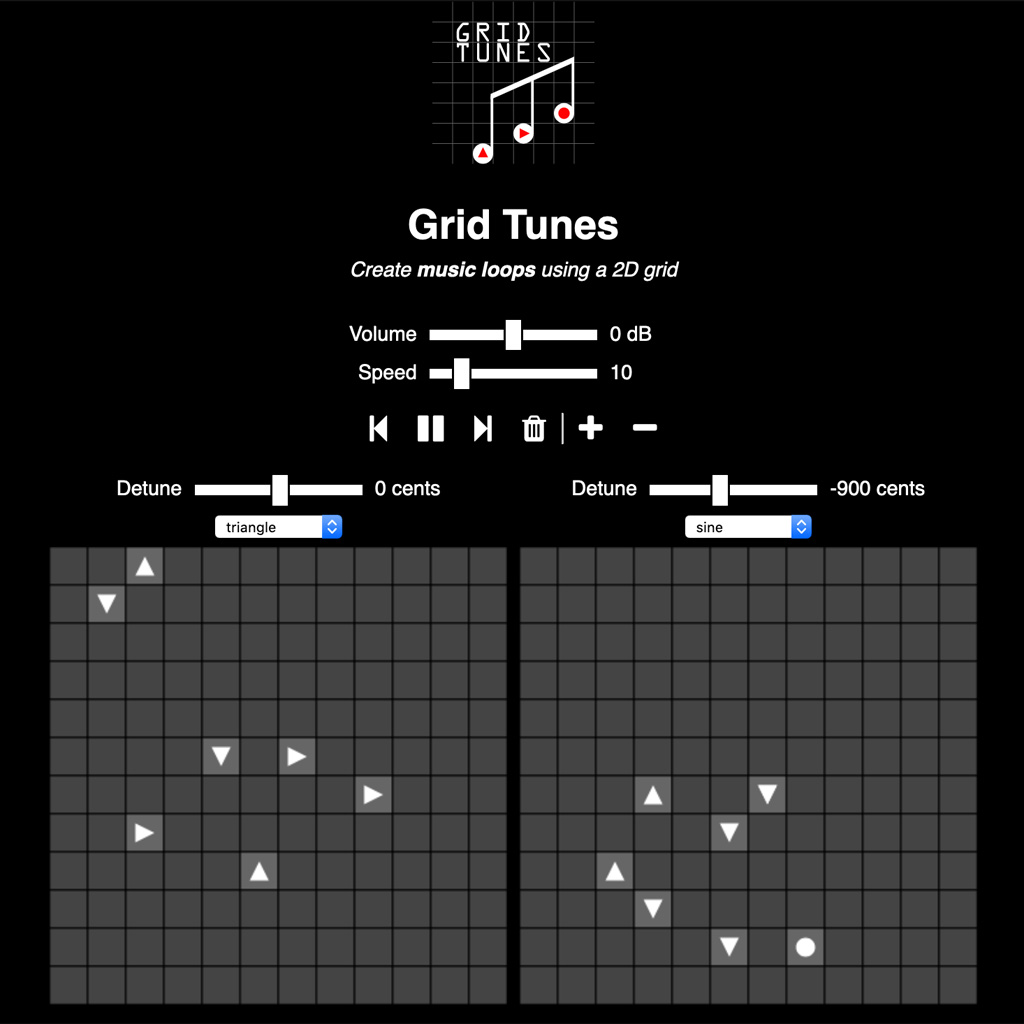 GRID
TUNES
Grid Tunes
Create music loops using a 2D grid
Volume 0 dB
Speed 10
Detune 0 cents
Detune -900 cents
triangle
sine